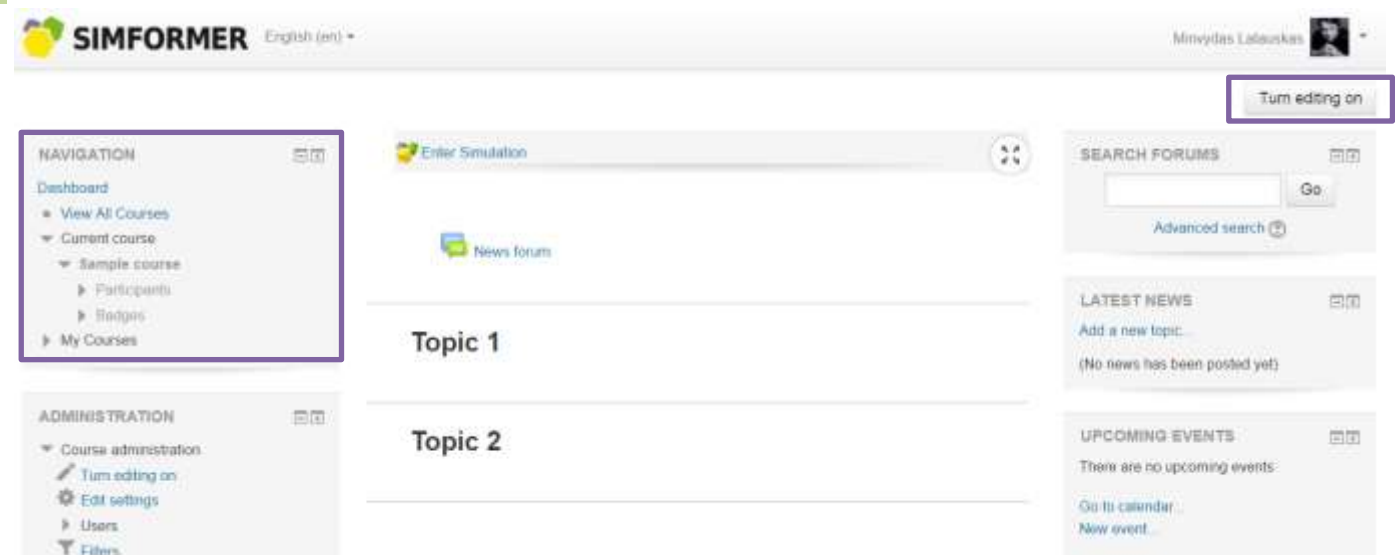 SIMFORMER English (en)
Minvydas Lalauskas
Turn editing on
NAVIGATION
Dashboard
View All Courses
Current course
Sample course
Participants
Badges
My Courses
ADMINISTRATION
Course administration
Turn editing on
Edit settings
Users
Filters
Enter Simulation
News forum
Topic 1
Topic 2
SEARCH FORUMS
Go
Advanced search
LATEST NEWS
Add a new topic...
(No news has been posted yet)
UPCOMING EVENTS
There are no upcoming events
Go to calendar...
New event...